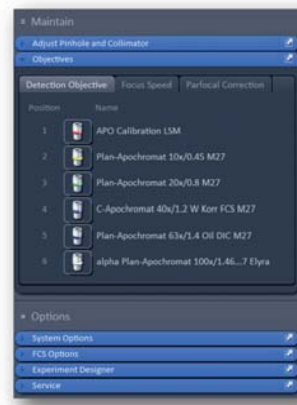 Maintain
Adjust Pinhole and Collimator
Objectives
Detection Objective Focus Speed Parfocal Correction
Position Name
1 APO Calibration LSM
2 Plan-Apochromat 10x/0.45 M27
3 Plan-Apochromat 20x/0.8 M27
4 C-Apochromat 40x/1.2 W Korr FCS M27
5 Plan-Apochromat 63x/1.4 Oil DIC M27
6 alpha Plan-Apochromat 100x/1.46...7 Elyra
Options
System Options
FCS Options
Experiment Designer
Service